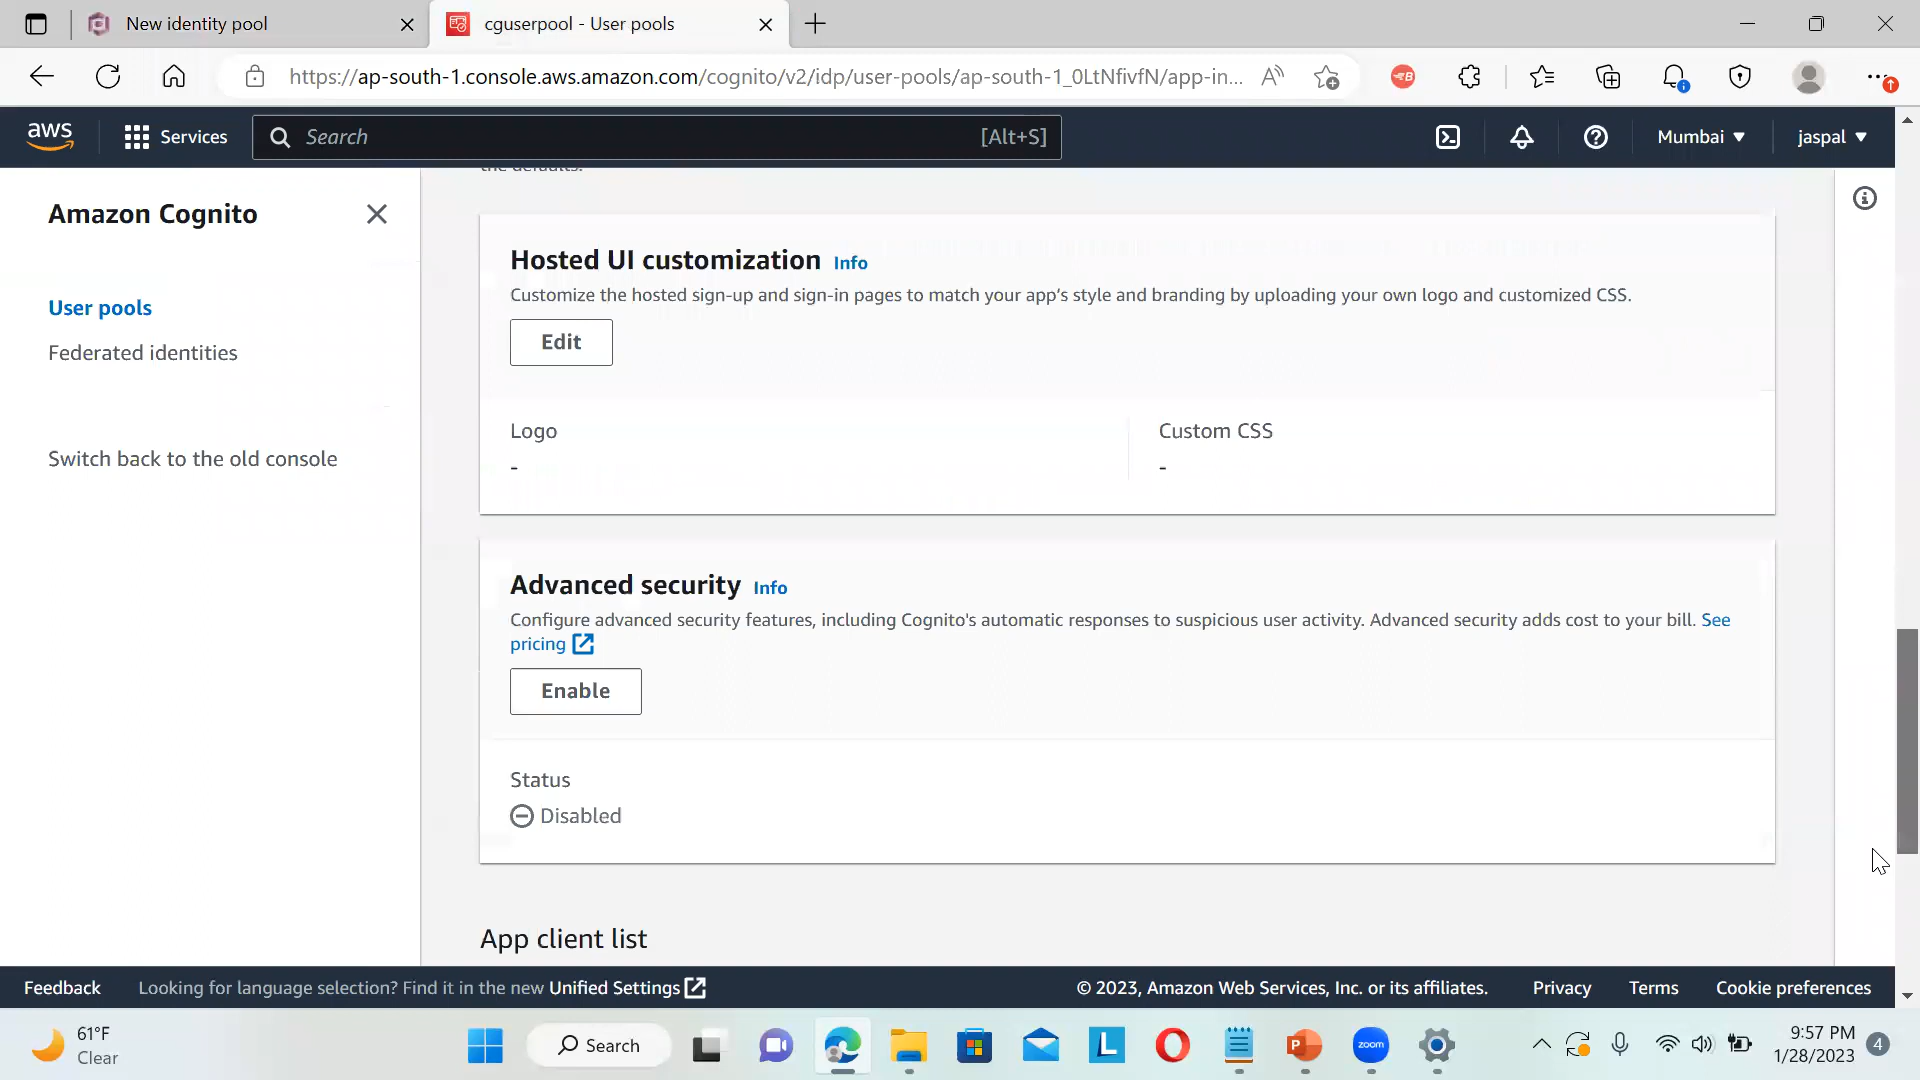 New identity pool
cguserpool - User pools
https://ap-south-1.console.aws.amazon.com/cognito/v2/idp/user-pools/ap-south-1_0LtNfivfN/app-in...
aws
Services
Search
[Alt+S]
Mumbai ▼
jaspal ▼
the defaults.
Amazon Cognito
User pools
Federated identities
Switch back to the old console
Hosted UI customization Info
Customize the hosted sign-up and sign-in pages to match your app's style and branding by uploading your own logo and customized CSS.
Edit
Logo
-
Custom CSS
-
Advanced security Info
Configure advanced security features, including Cognito's automatic responses to suspicious user activity. Advanced security adds cost to your bill. See
pricing
Enable
Status
Disabled
App client list
Feedback
Looking for language selection? Find it in the new Unified Settings
© 2023, Amazon Web Services, Inc. or its affiliates.
Privacy
Terms
Cookie preferences
61°F
Clear
Search
L
P
zoom
9:57 PM
1/28/2023
4